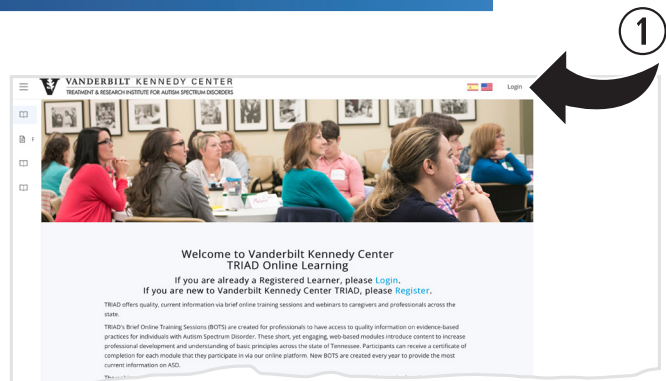 1
VANDERBILT KENNEDY CENTER
TREATMENT & RESEARCH INSTITUTE FOR AUTISM SPECTRUM DISORDERS
Login
F
Welcome to Vanderbilt Kennedy Center
TRIAD Online Learning
If you are already a Registered Learner, please Login.
If you are new to Vanderbilt Kennedy Center TRIAD, please Register.
TRIAD offers quality, current information via brief online training sessions and webinars to caregivers and professionals across the
state.
TRIAD's Brief Online Training Sessions (BOTS) are created for professionals to have access to quality information on evidence-based
practices for individuals with Autism Spectrum Disorder. These short, yet engaging, web-based modules introduce content to increase
professional development and understanding of basic principles across the state of Tennessee. Participants can receive a certificate of
completion for each module that they participate in via our online platform. New BOTS are created every year to provide the most
current information on ASD.